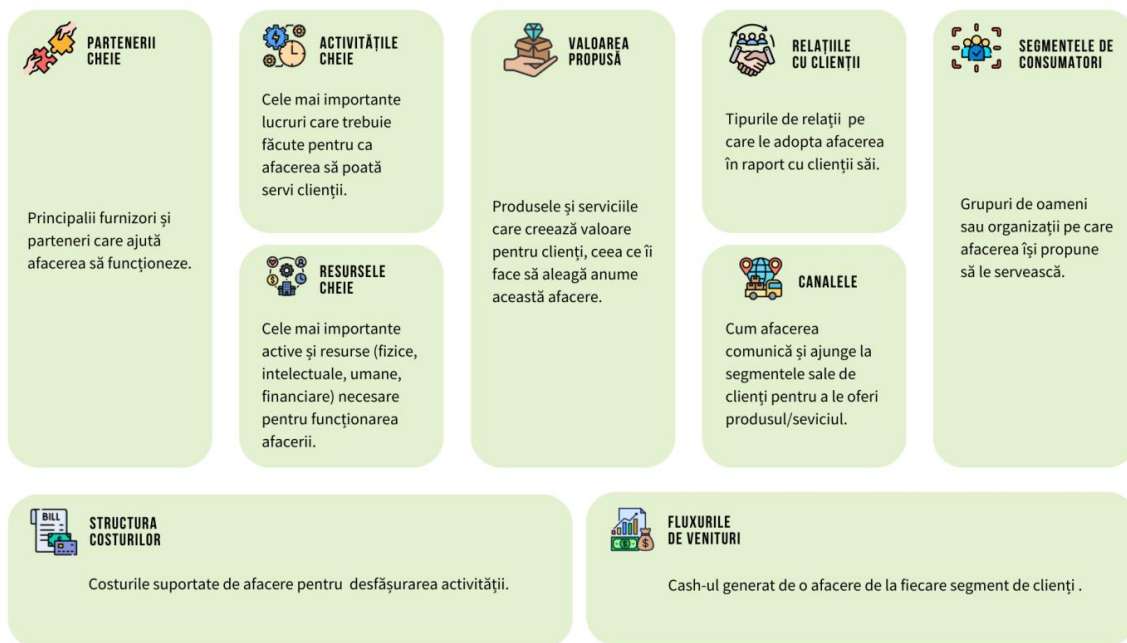 PARTENERII
CHEIE
Principalii furnizori și
parteneri care ajută
afacerea să funcționeze.
ACTIVITĂȚILE
CHEIE
Cele mai importante
lucruri care trebuie
făcute pentru ca
afacerea să poată
servi clienții.
RESURSELE
CHEIE
Cele mai importante
active și resurse (fizice,
intelectuale, umane,
financiare) necesare
pentru funcționarea
afacerii.
VALOAREA
PROPUSĂ
Produsele și serviciile
care creează valoare
pentru clienți, ceea ce îi
face să aleagă anume
această afacere.
RELAȚIILE
CU CLIENȚII
Tipurile de relații pe
care le adopta afacerea
în raport cu clienții săi.
CANALELE
Cum afacerea
comunică și ajunge la
segmentele sale de
clienți pentru a le oferi
produsul/seviciul.
SEGMENTELE DE
CONSUMATORI
Grupuri de oameni
sau organizații pe care
afacerea își propune
să le servească.
BILL
STRUCTURA
COSTURILOR
Costurile suportate de afacere pentru desfășurarea activității.
FLUXURILE
DE VENITURI
Cash-ul generat de o afacere de la fiecare segment de clienți .